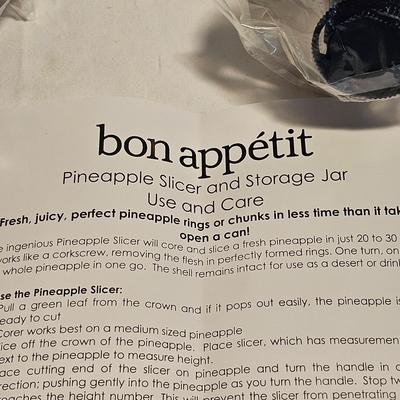 bon appétit
Pineapple Slicer and Storage Jar
Use and Care
Fresh, juicy, perfect pineapple rings or chunks in less time than it tak
open a can!
e ingenious Pineapple Slicer will core and slice a fresh pineapple in just 20 to 30
orks like a corkscrew, removing the flesh in perfectly formed rings. One turn, on
whole pineapple in one go. The shell remains intact for use as a desert or drin
se the Pineapple Slicer:
Pull a green leaf from the crown and if it pops out easily, the pineapple is
eady to cut
Corer works best on a medium sized pineapple
lice off the crown of the pineapple. Place slicer, which has measuremen
ext to the pineapple to measure height.
lace cutting end of the slicer on pineapple and turn the handle in a
rection; pushing gently into the pineapple as you turn the handle. Stop tw
eaches the height number. This will prevent the slicer from penetrating